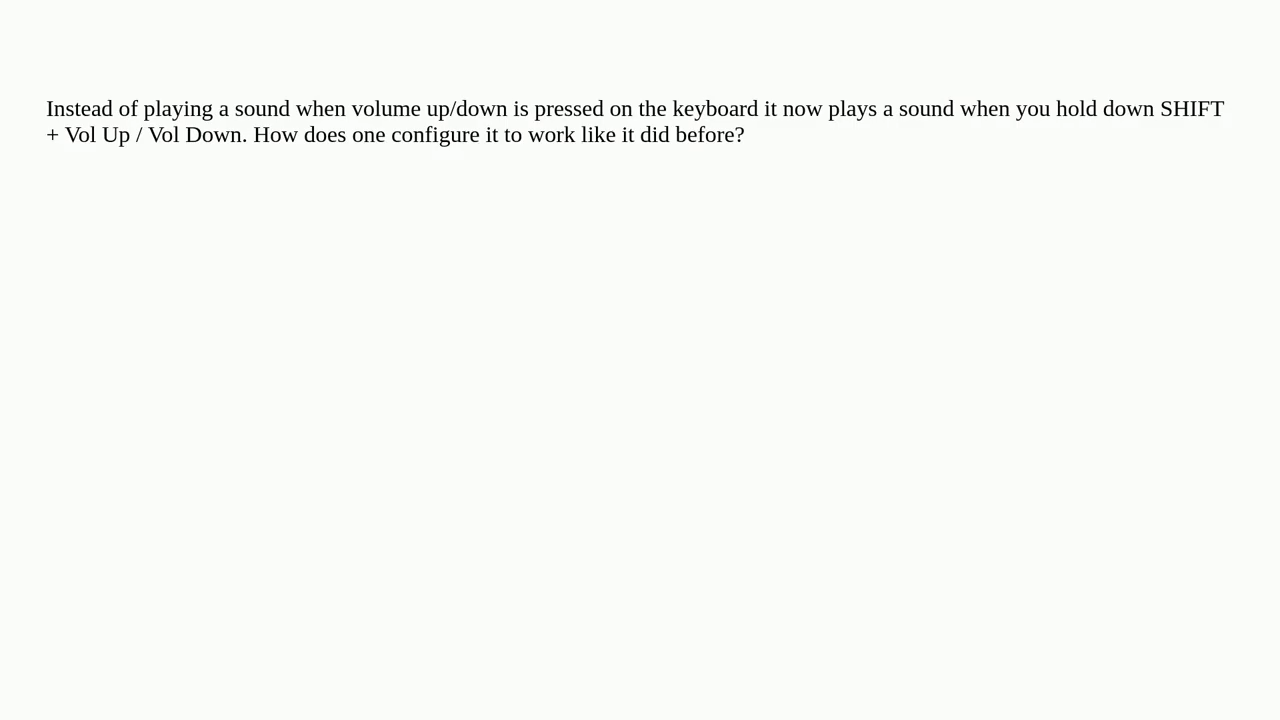 Instead of playing a sound when volume up/down is pressed on the keyboard it now plays a sound when you hold down SHIFT
+ Vol Up / Vol Down. How does one configure it to work like it did before?